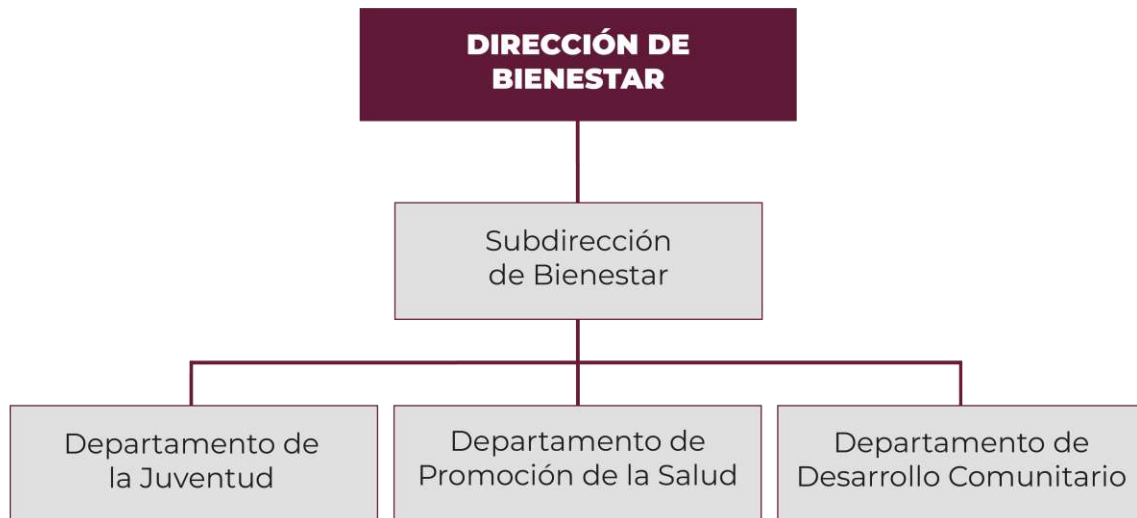 DIRECCIÓN DE
BIENESTAR
Subdirección
de Bienestar
Departamento de
la Juventud
Departamento de
Promoción de la Salud
Departamento de
Desarrollo Comunitario